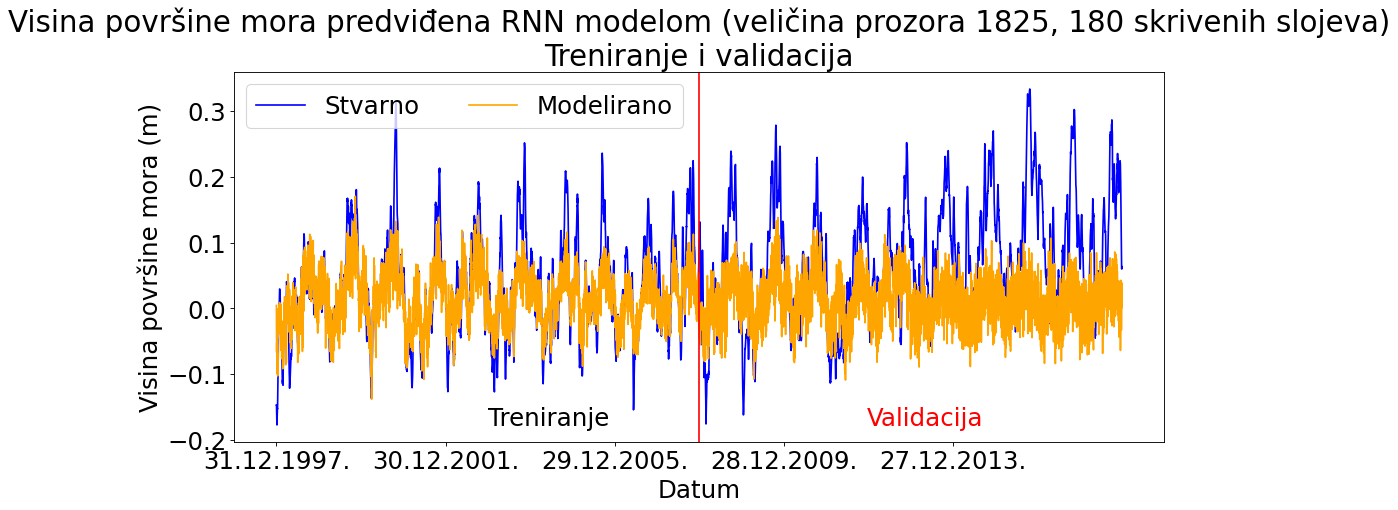 Visina površine mora predviđena RNN modelom (veličina prozora 1825, 180 skrivenih slojeva)
Treniranje i validacija
Stvarno
Modelirano
Visina površine mora (m)
0.3
0.2
0.1
0.0
−0.1
−0.2
Treniranje
Validacija
31.12.1997.
30.12.2001.
29.12.2005.
28.12.2009.
27.12.2013.
Datum